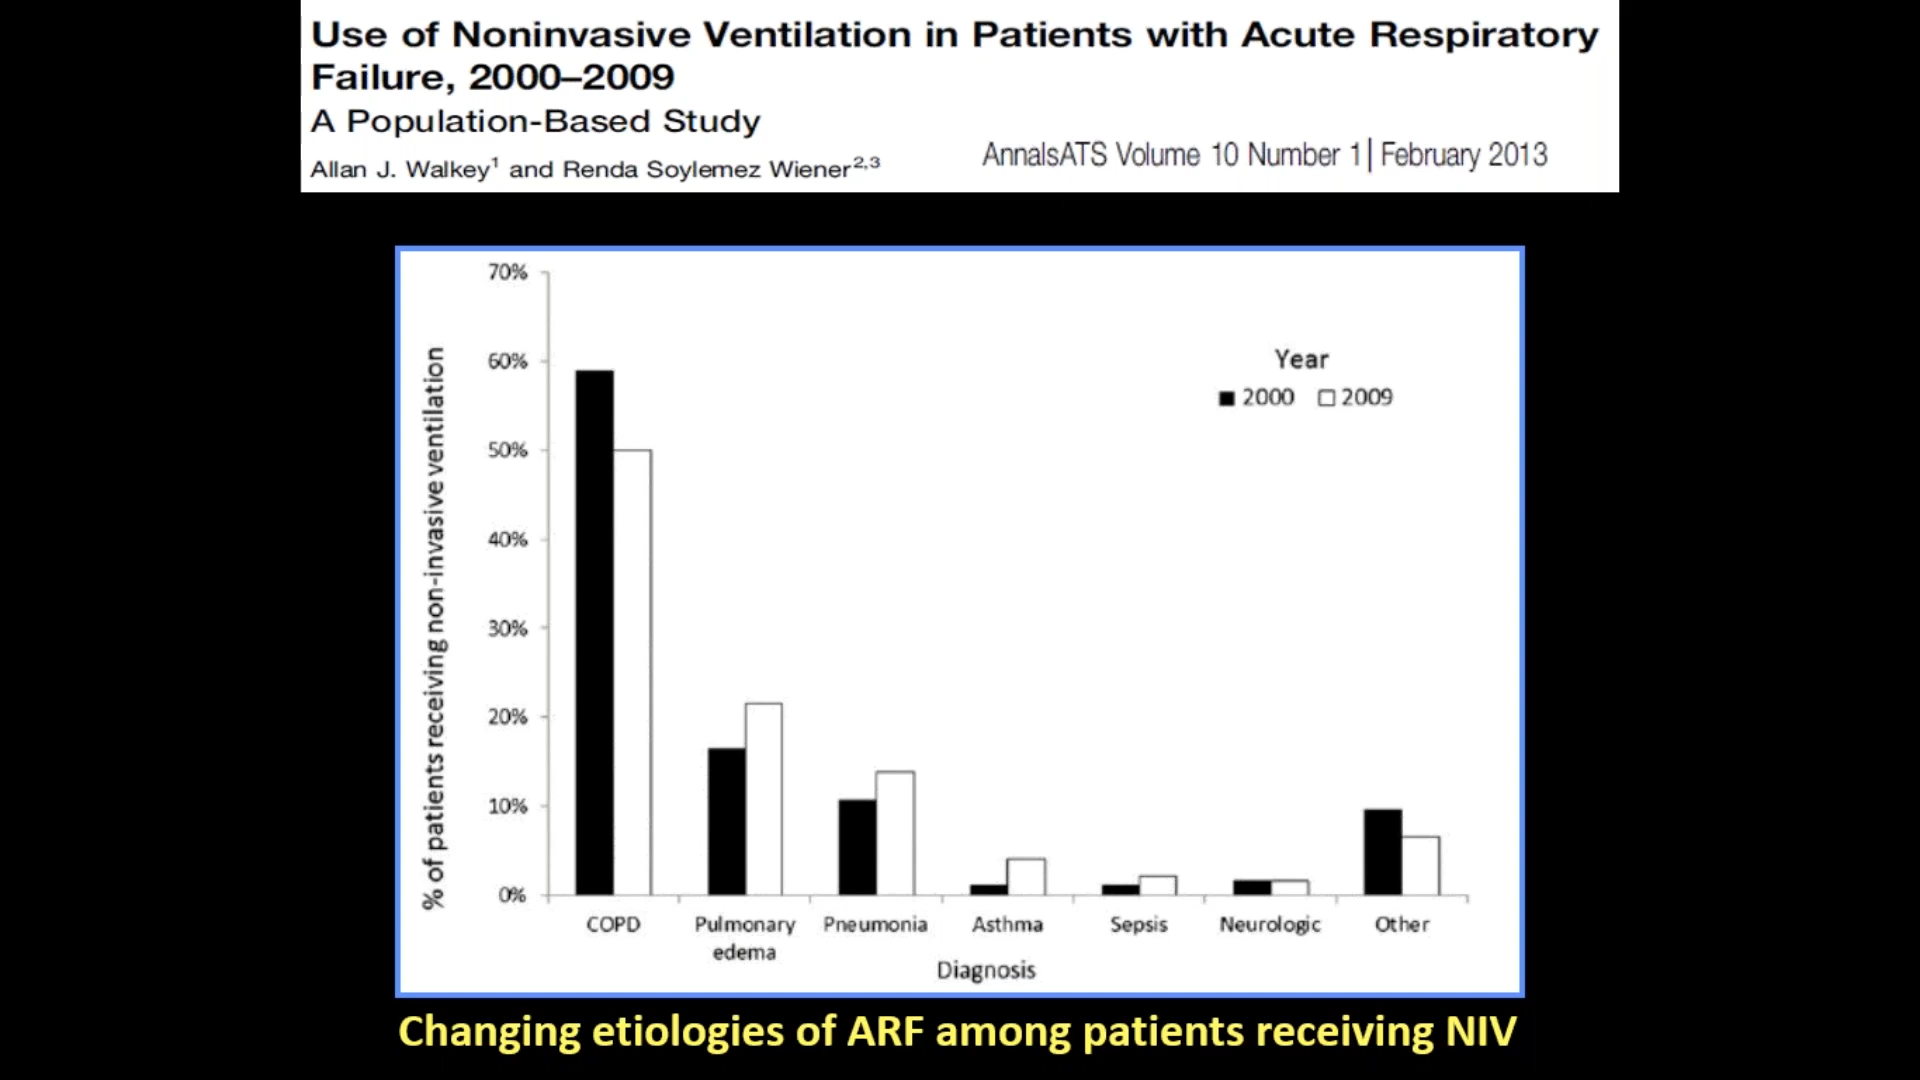 Use of Noninvasive Ventilation in Patients with Acute Respiratory
Failure, 2000–2009
A Population-Based Study
Allan J. Walkey1 and Renda Soylemez Wiener2,3
AnnalsATS Volume 10 Number 1| February 2013
% of patients receiving non-invasive ventilation
70%
60%
50%
40%
30%
20%
10%
0%
Year
2000 2009
COPD Pulmonary edema Pneumonia Asthma Sepsis Neurologic Other
Diagnosis
Changing etiologies of ARF among patients receiving NIV